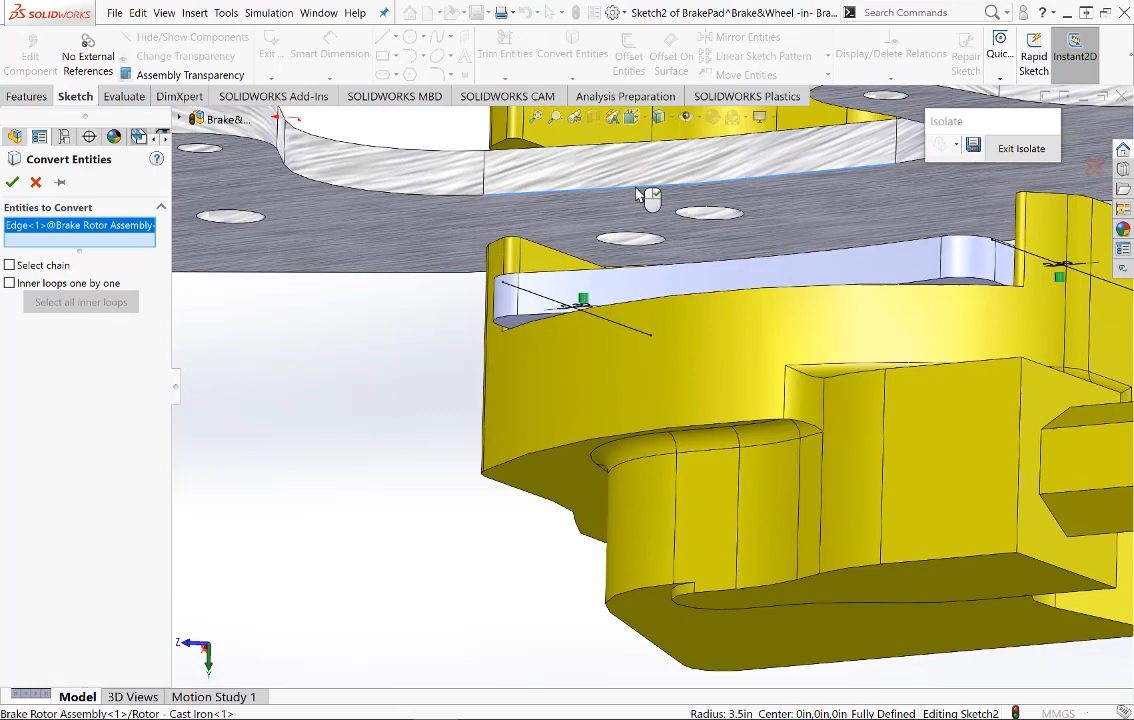 SOLIDWORKS File Edit View Insert Tools Simulation Window Help Sketch2 of BrakePad^Brake&Wheel -in- Bra... Search Commands
Edit Component
No External References
Hide/Show Components
Change Transparency
Assembly Transparency
Exit ...
Smart Dimension
Trim Entities
Convert Entities
Offset Entities
Offset On Surface
Mirror Entities
Linear Sketch Pattern
Move Entities
Display/Delete Relations
Repair Sketch
Quic...
Rapid Sketch
Instant2D
Features Sketch Evaluate DimXpert SOLIDWORKS Add-Ins SOLIDWORKS MBD SOLIDWORKS CAM Analysis Preparation SOLIDWORKS Plastics
Brake&...
Isolate
Exit Isolate
Convert Entities
Entities to Convert
Edge<1>@Brake Rotor Assembly-
Select chain
Inner loops one by one
Select all inner loops
Z
Y
Model 3D Views Motion Study 1
Brake Rotor Assembly<1>/Rotor - Cast Iron<1> Radius: 3.5in Center: 0in,0in,0in Fully Defined Editing Sketch2 MMGS